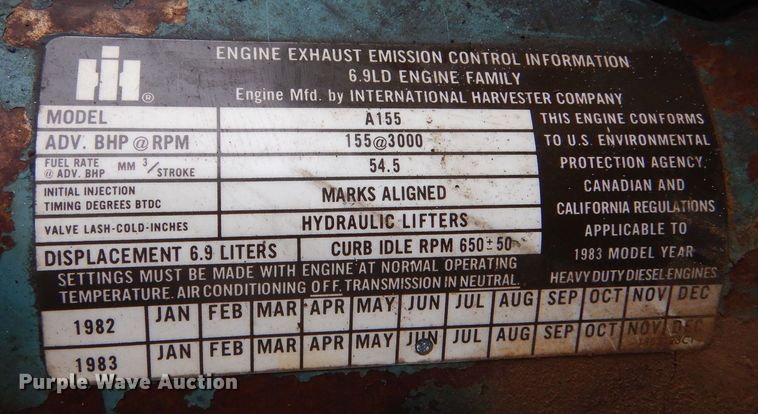 IH ®
ENGINE EXHAUST EMISSION CONTROL INFORMATION
6.9LD ENGINE FAMILY
Engine Mfd. by INTERNATIONAL HARVESTER COMPANY
MODEL A155
ADV. BHP @ RPM 155@3000
FUEL RATE @ ADV. BHP MM 3/STROKE 54.5
INITIAL INJECTION TIMING DEGREES BTDC MARKS ALIGNED
VALVE LASH-COLD-INCHES HYDRAULIC LIFTERS
DISPLACEMENT 6.9 LITERS CURB IDLE RPM 650±50
SETTINGS MUST BE MADE WITH ENGINE AT NORMAL OPERATING
TEMPERATURE. AIR CONDITIONING OFF, TRANSMISSION IN NEUTRAL.
THIS ENGINE CONFORMS
TO U.S. ENVIRONMENTAL
PROTECTION AGENCY
CANADIAN AND
CALIFORNIA REGULATIONS
APPLICABLE TO
1983 MODEL YEAR
HEAVY DUTY DIESEL ENGINES
1982 JAN FEB MAR APR MAY JUN JUL AUG SEP OCT NOV DEC
1983 JAN FEB MAR APR MAY JUN JUL AUG SEP OCT NOV DEC
Purple Wave Auction